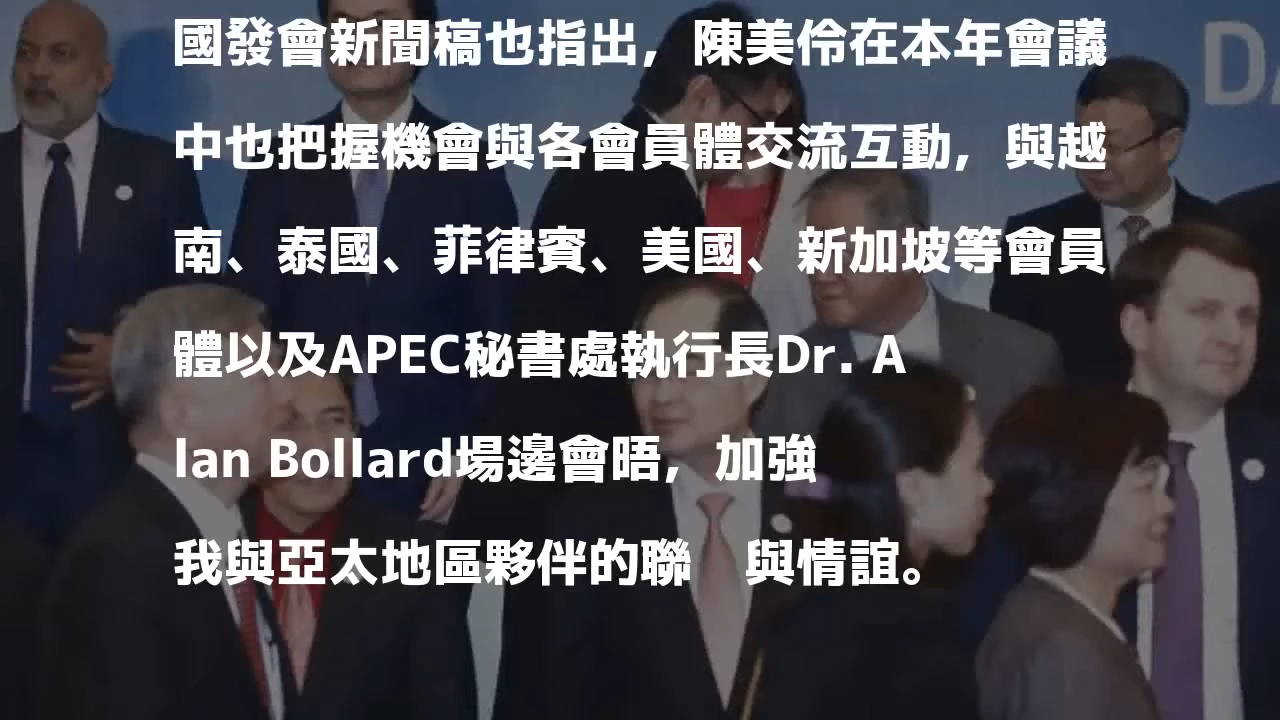 國發會新聞稿也指出，陳美伶在本年會議
中也把握機會與各會員體交流互動，與越
南、泰國、菲律賓、美國、新加坡等會員
體以及APEC秘書處執行長Dr. A
lan Bollard場邊會晤，加強
我與亞太地區夥伴的聯　與情誼。